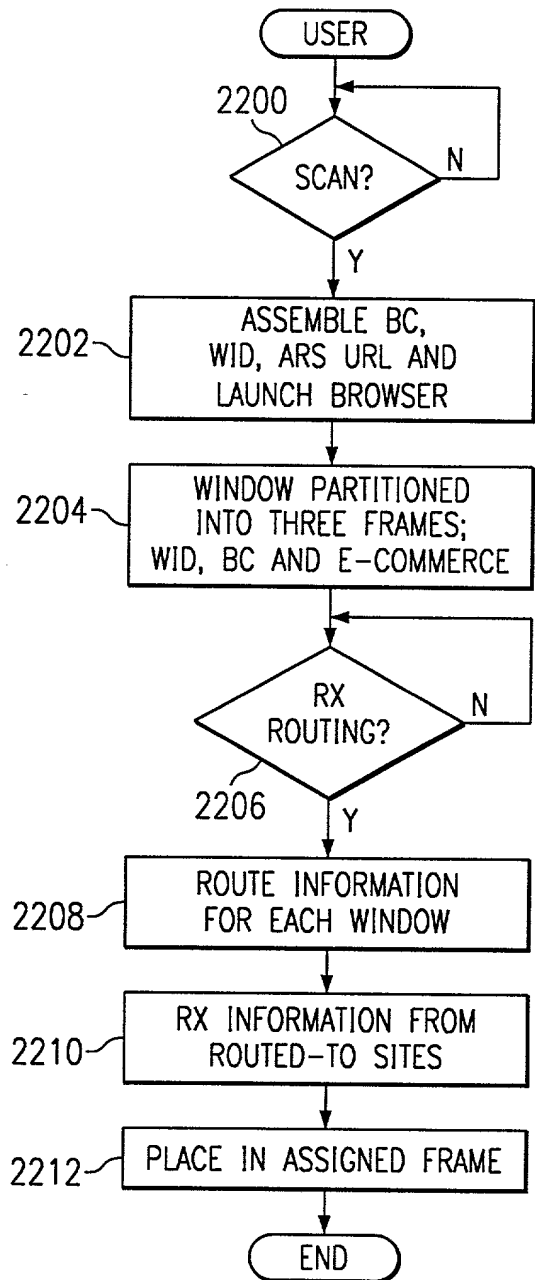 USER
2200
SCAN?
N
Y
2202
ASSEMBLE BC,
WID, ARS URL AND
LAUNCH BROWSER
2204
WINDOW PARTITIONED
INTO THREE FRAMES;
WID, BC AND E-COMMERCE
RX
ROUTING?
N
2206
Y
2208
ROUTE INFORMATION
FOR EACH WINDOW
2210
RX INFORMATION FROM
ROUTED-TO SITES
2212
PLACE IN ASSIGNED FRAME
END